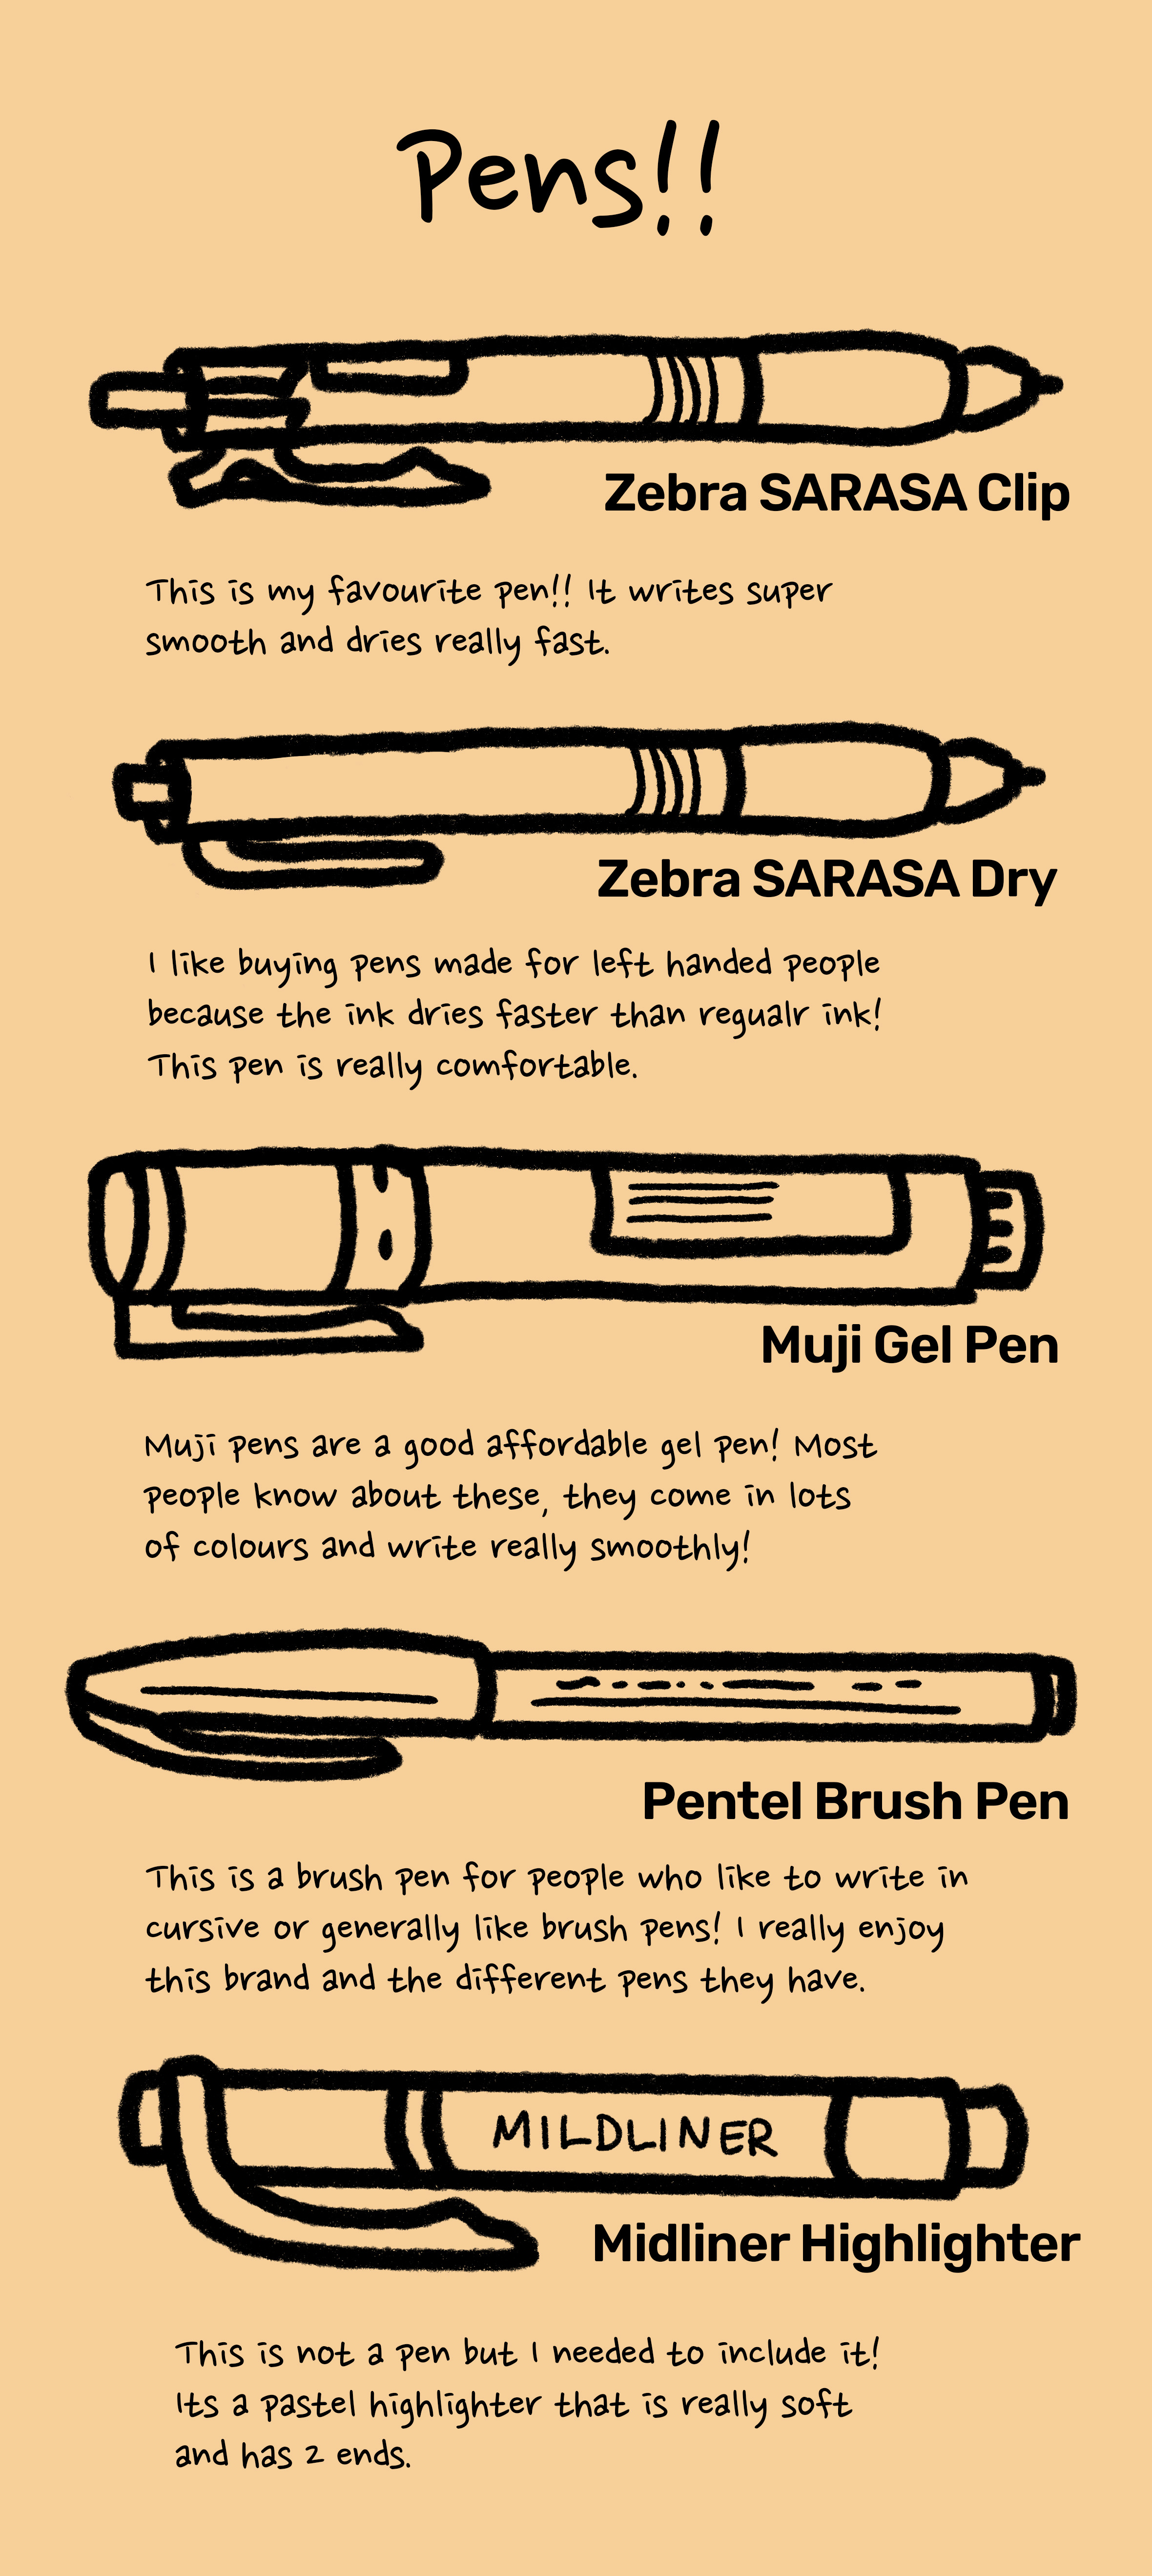 Pens!!
Zebra SARASA Clip
This is my favourite pen!! It writes super
smooth and dries really fast.
Zebra SARASA Dry
I like buying pens made for left handed people
because the ink dries faster than regualr ink!
This pen is really comfortable.
Muji Gel Pen
Muji pens are a good affordable gel pen! Most
people know about these, they come in lots
of colours and write really smoothly!
Pentel Brush Pen
This is a brush pen for people who like to write in
cursive or generally like brush pens! I really enjoy
this brand and the different pens they have.
MILDLINER
Midliner Highlighter
This is not a pen but I needed to include it!
Its a pastel highlighter that is really soft
and has 2 ends.